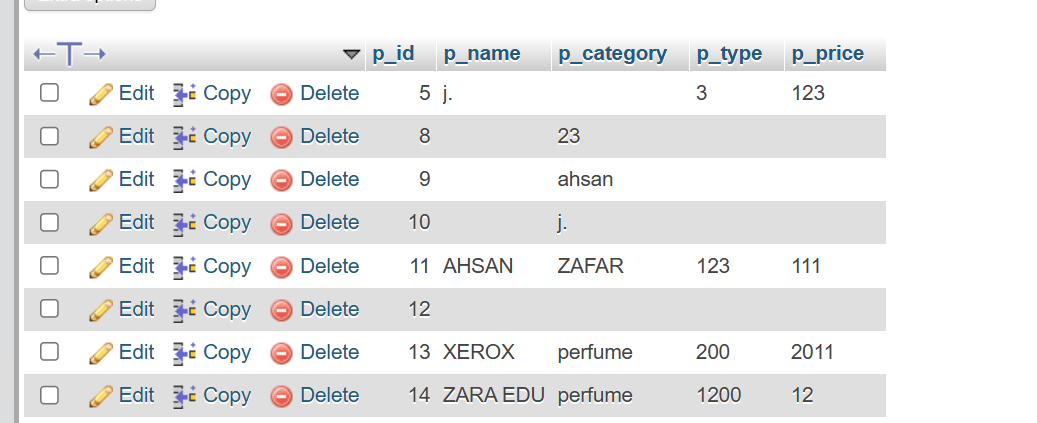 p_id p_name p_category p_type p_price
Edit Copy Delete 5 j. 3 123
Edit Copy Delete 8 23
Edit Copy Delete 9 ahsan
Edit Copy Delete 10 j.
Edit Copy Delete 11 AHSAN ZAFAR 123 111
Edit Copy Delete 12
Edit Copy Delete 13 XEROX perfume 200 2011
Edit Copy Delete 14 ZARA EDU perfume 1200 12